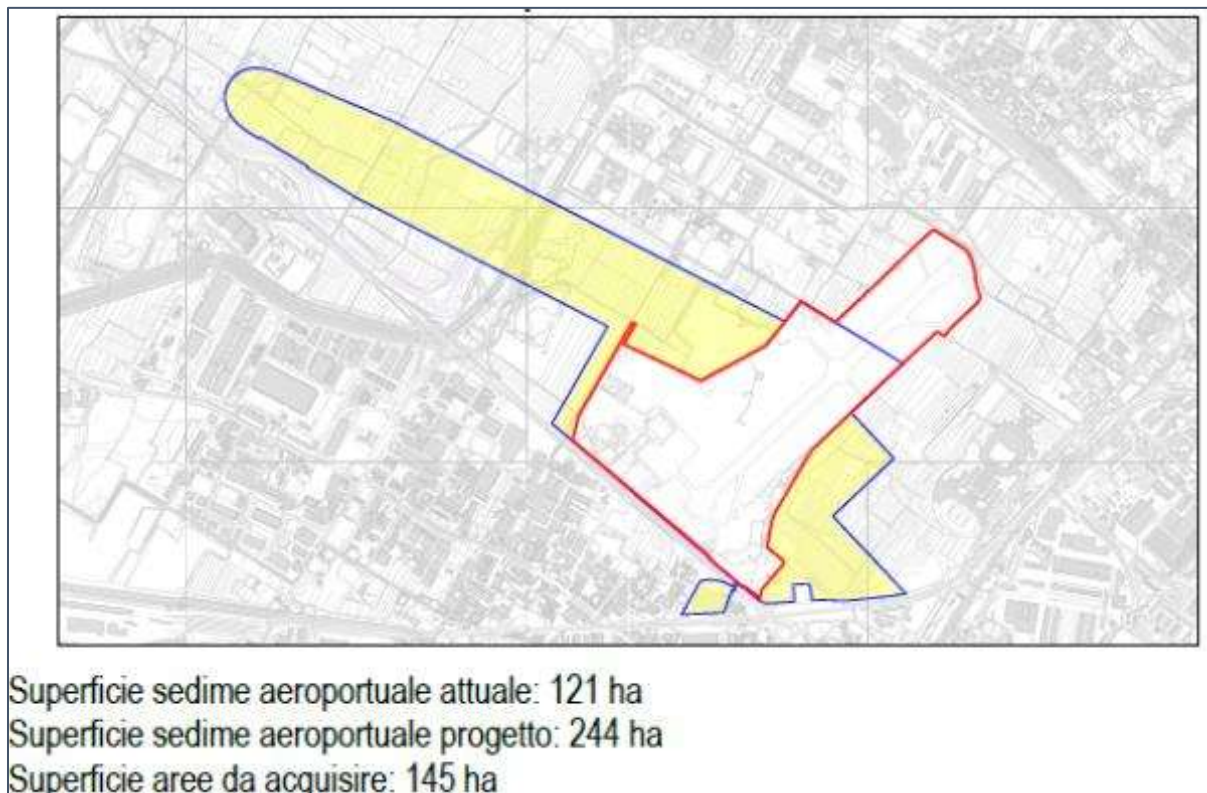 Superficie sedime aeroportuale attuale: 121 ha
Superficie sedime aeroportuale progetto: 244 ha
Superficie aree da acquisire: 145 ha